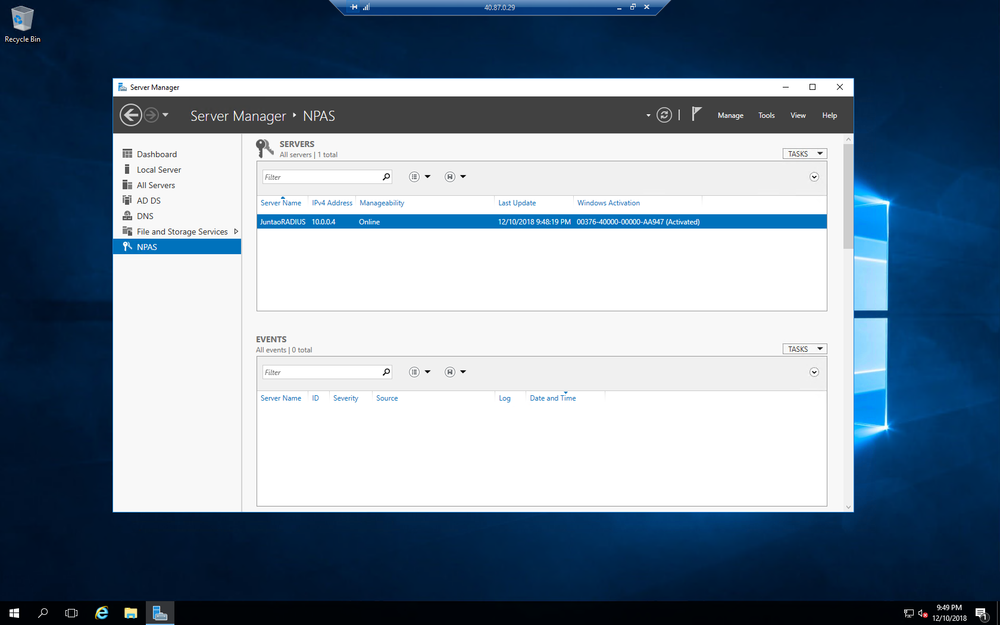 40.87.0.29
Recycle Bin
Server Manager
Server Manager ‣ NPAS
Manage Tools View Help
Dashboard
Local Server
All Servers
AD DS
DNS
File and Storage Services
NPAS
SERVERS
All servers | 1 total
TASKS
Filter
Server Name IPv4 Address Manageability Last Update Windows Activation
JuntaoRADIUS 10.0.0.4 Online 12/10/2018 9:48:19 PM 00376-40000-00000-AA947 (Activated)
EVENTS
All events | 0 total
TASKS
Filter
Server Name ID Severity Source Log Date and Time
9:49 PM
12/10/2018
1